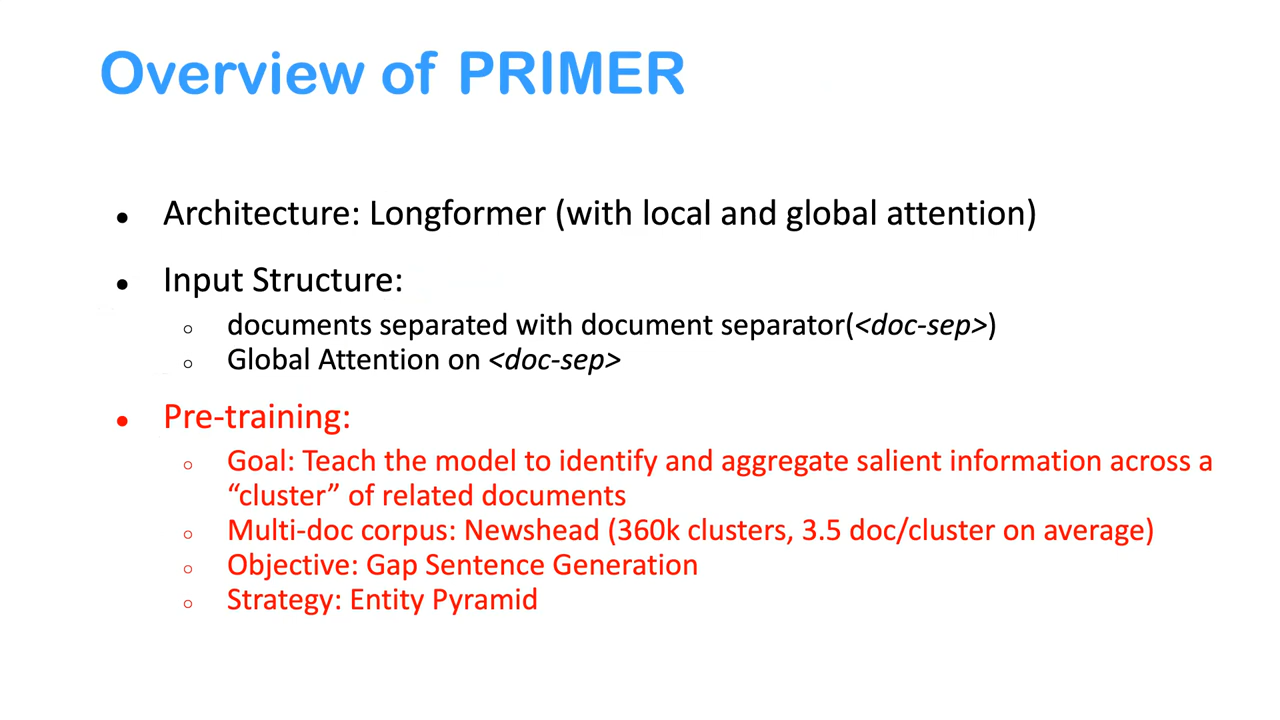 Overview of PRIMER
● Architecture: Longformer (with local and global attention)
● Input Structure:
○ documents separated with document separator(<doc-sep>)
○ Global Attention on <doc-sep>
● Pre-training:
○ Goal: Teach the model to identify and aggregate salient information across a
“cluster” of related documents
○ Multi-doc corpus: Newshead (360k clusters, 3.5 doc/cluster on average)
○ Objective: Gap Sentence Generation
○ Strategy: Entity Pyramid